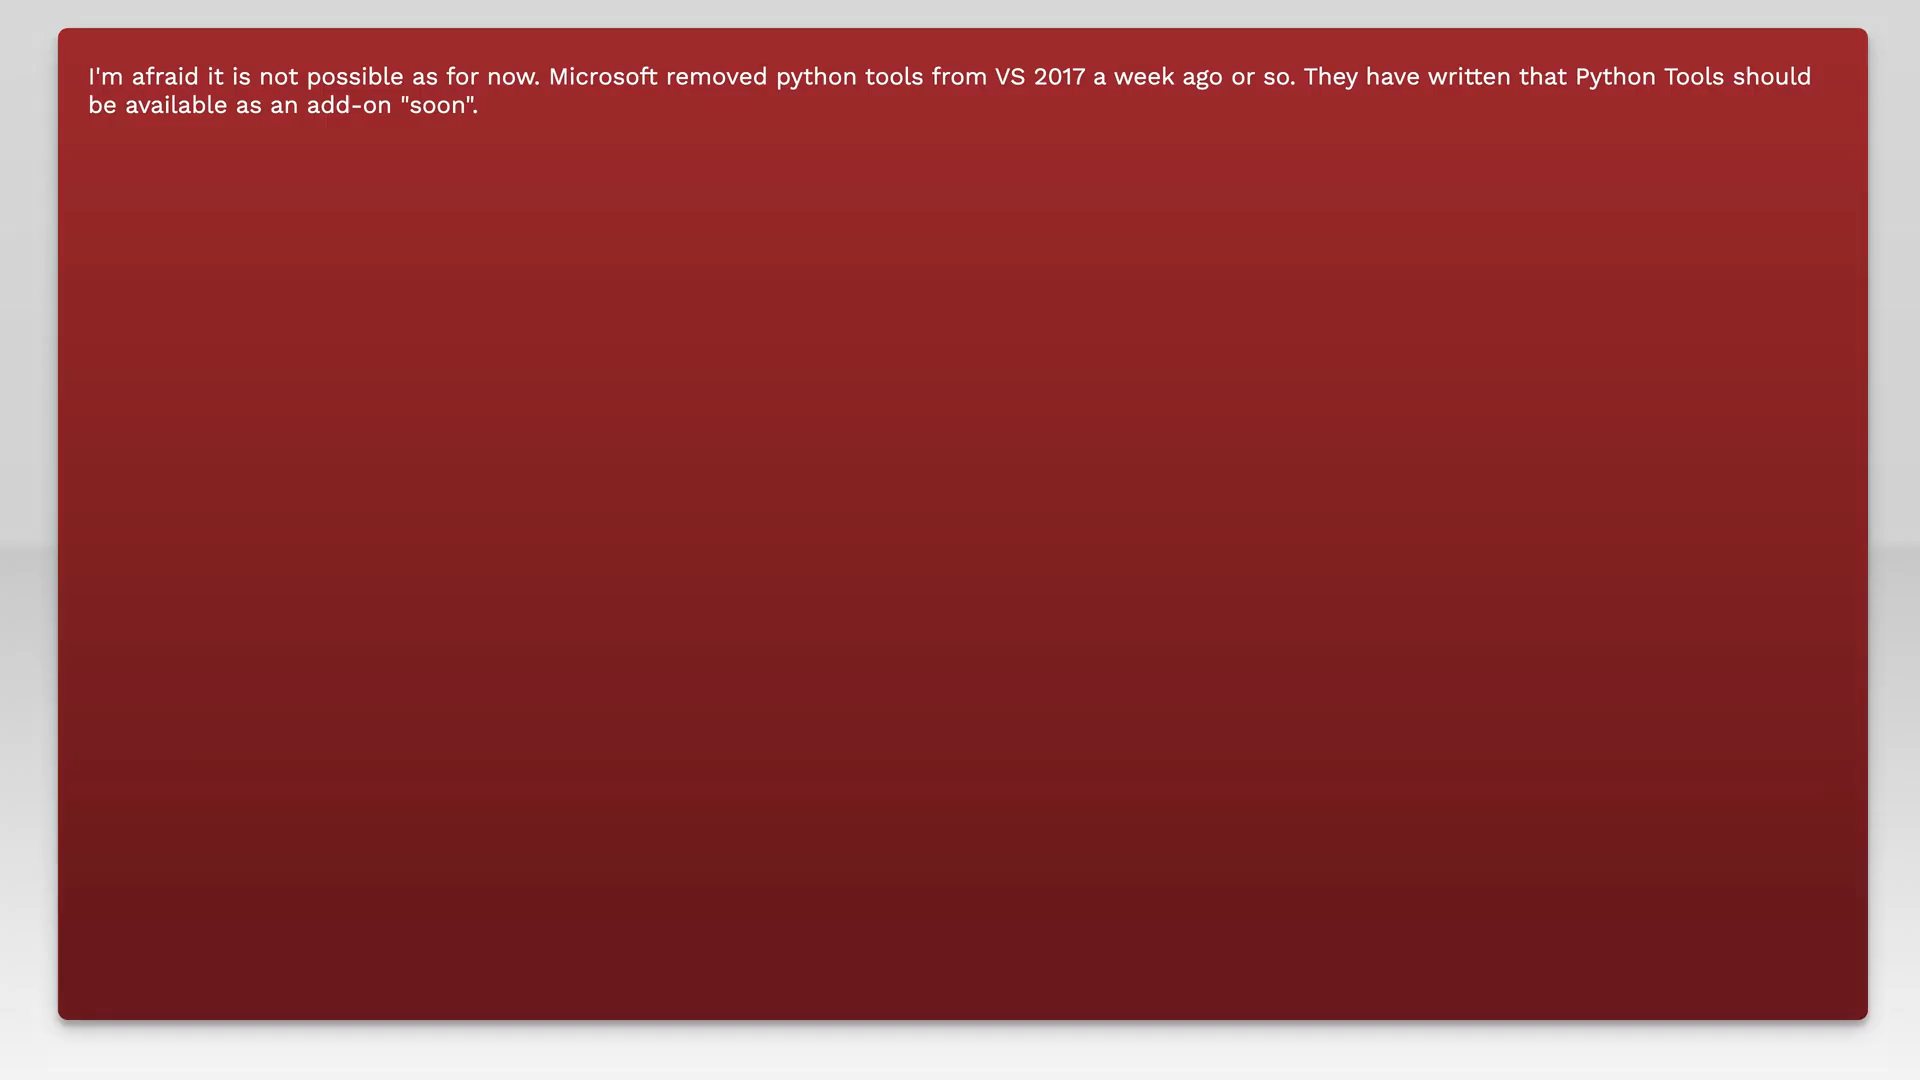 I'm afraid it is not possible as for now. Microsoft removed python tools from VS 2017 a week ago or so. They have written that Python Tools should
be available as an add-on "soon".